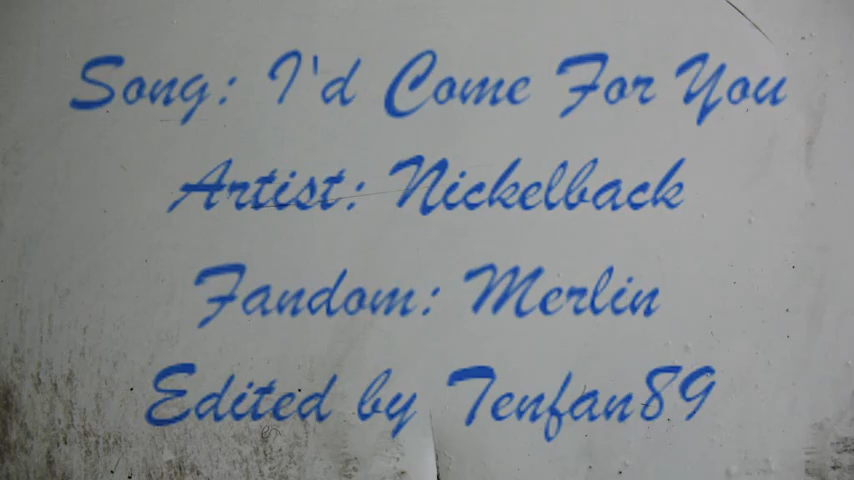 Song: I'd Come For You
Artist: Nickelback
Fandom: Merlin
Edited by Tenfan89